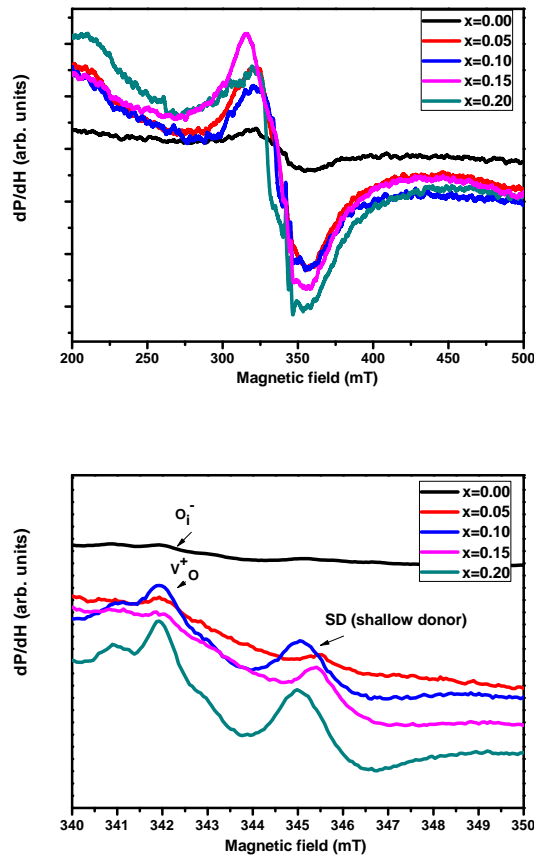 x=0.00
x=0.05
x=0.10
x=0.15
x=0.20
dP/dH (arb. units)
200 250 300 350 400 450 500
Magnetic field (mT)
x=0.00
x=0.05
x=0.10
x=0.15
x=0.20
O_i^-
V^+_O
SD (shallow donor)
dP/dH (arb. units)
340 341 342 343 344 345 346 347 348 349 350
Magnetic field (mT)